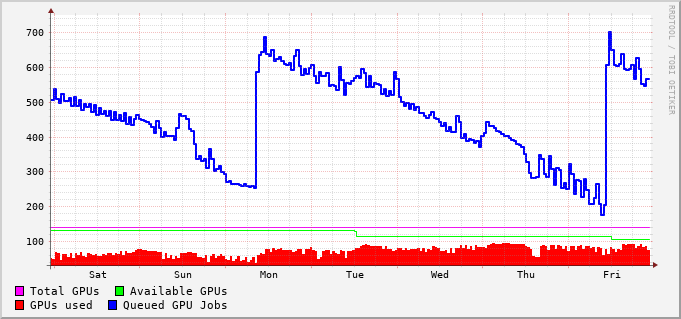 700
600
500
400
300
200
100
Sat Sun Mon Tue Wed Thu Fri
Total GPUs Available GPUs
GPUs used Queued GPU Jobs
RRDTOOL / TOBI OETIKER